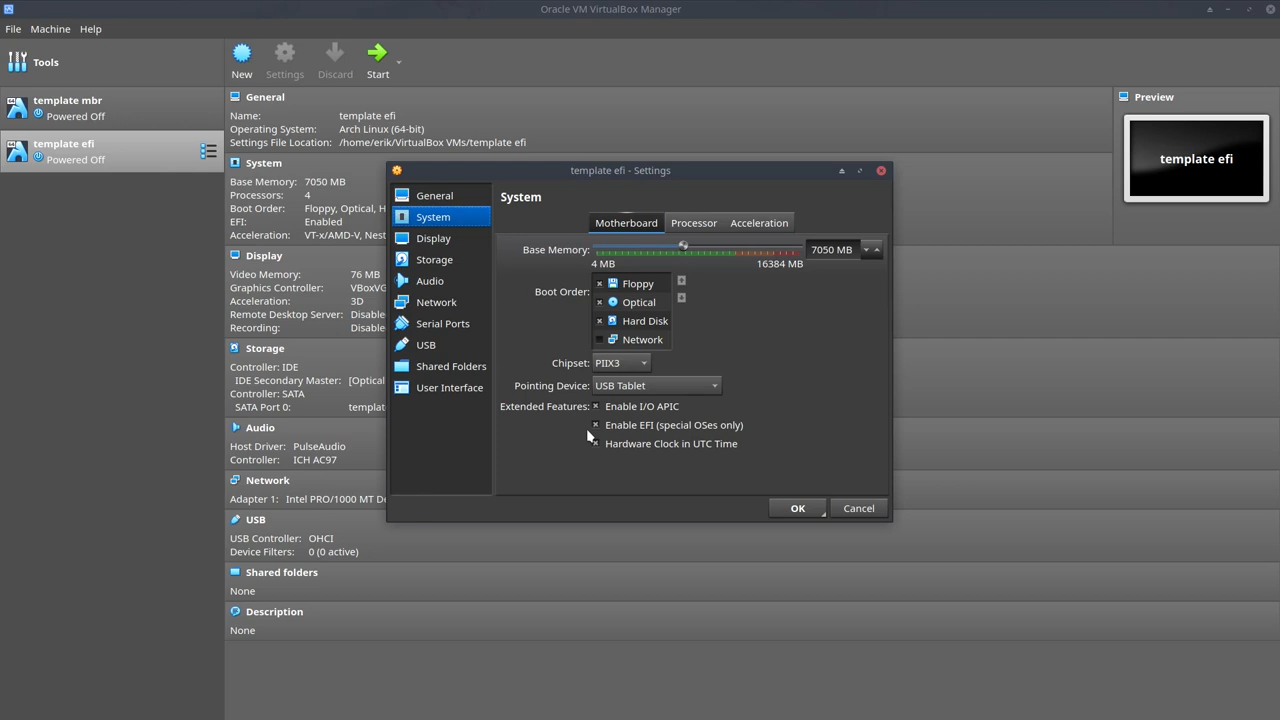 Oracle VM VirtualBox Manager
File Machine Help
Tools
New Settings Discard Start
template mbr
Powered Off
template efi
Powered Off
General
Name: template efi
Operating System: Arch Linux (64-bit)
Settings File Location: /home/erik/VirtualBox VMs/template efi
System
Base Memory: 7050 MB
Processors: 4
Boot Order: Floppy, Optical, H
EFI: Enabled
Acceleration: VT-x/AMD-V, Nest
Display
Video Memory: 76 MB
Graphics Controller: VBoxVG
Acceleration: 3D
Remote Desktop Server: Disable
Recording: Disable
Storage
Controller: IDE
IDE Secondary Master: [Optical
Controller: SATA
SATA Port 0: templat
Audio
Host Driver: PulseAudio
Controller: ICH AC97
Network
Adapter 1: Intel PRO/1000 MT De
USB
USB Controller: OHCI
Device Filters: 0 (0 active)
Shared folders
None
Description
None
Preview
template efi
template efi - Settings
General
System
Display
Storage
Audio
Network
Serial Ports
USB
Shared Folders
User Interface
System
Motherboard Processor Acceleration
Base Memory: 7050 MB
4 MB 16384 MB
Boot Order:
Floppy
Optical
Hard Disk
Network
Chipset: PIIX3
Pointing Device: USB Tablet
Extended Features: Enable I/O APIC
Enable EFI (special OSes only)
Hardware Clock in UTC Time
OK Cancel